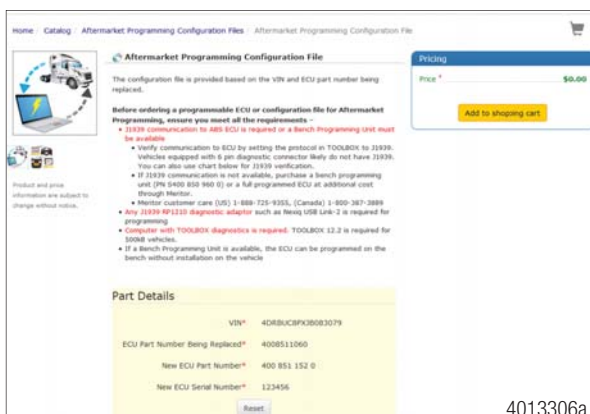 Home / Catalog / Aftermarket Programming Configuration Files / Aftermarket Programming Configuration File
Aftermarket Programming Configuration File
Pricing
The configuration file is provided based on the VIN and ECU part number being
replaced.
Price * $0.00
Add to shopping cart
Before ordering a programmable ECU or configuration file for Aftermarket
Programming, ensure you meet all the requirements –
• J1939 communication to ABS ECU is required or a Bench Programming Unit must
be available
• Verify communication to ECU by setting the protocol in TOOLBOX to J1939.
Vehicles equipped with 6 pin diagnostic connector likely do not have J1939.
You can also use chart below for J1939 verification.
• If J1939 communication is not available, purchase a bench programming
unit (PN S400 850 960 0) or a full programmed ECU at additional cost
through Meritor.
• Meritor customer care (US) 1-888-725-9355, (Canada) 1-800-387-3889
• Any J1939 RP1210 diagnostic adaptor such as Nexiq USB Link-2 is required for
programming
• Computer with TOOLBOX diagnostics is required. TOOLBOX 12.2 is required for
500kB vehicles.
• If a Bench Programming Unit is available, the ECU can be programmed on the
bench without installation on the vehicle
Product and price
information are subject to
change without notice.
Part Details
VIN* 4DRBUC8PXJB083079
ECU Part Number Being Replaced* 4008511060
New ECU Part Number* 400 851 152 0
New ECU Serial Number* 123456
Reset
4013306a